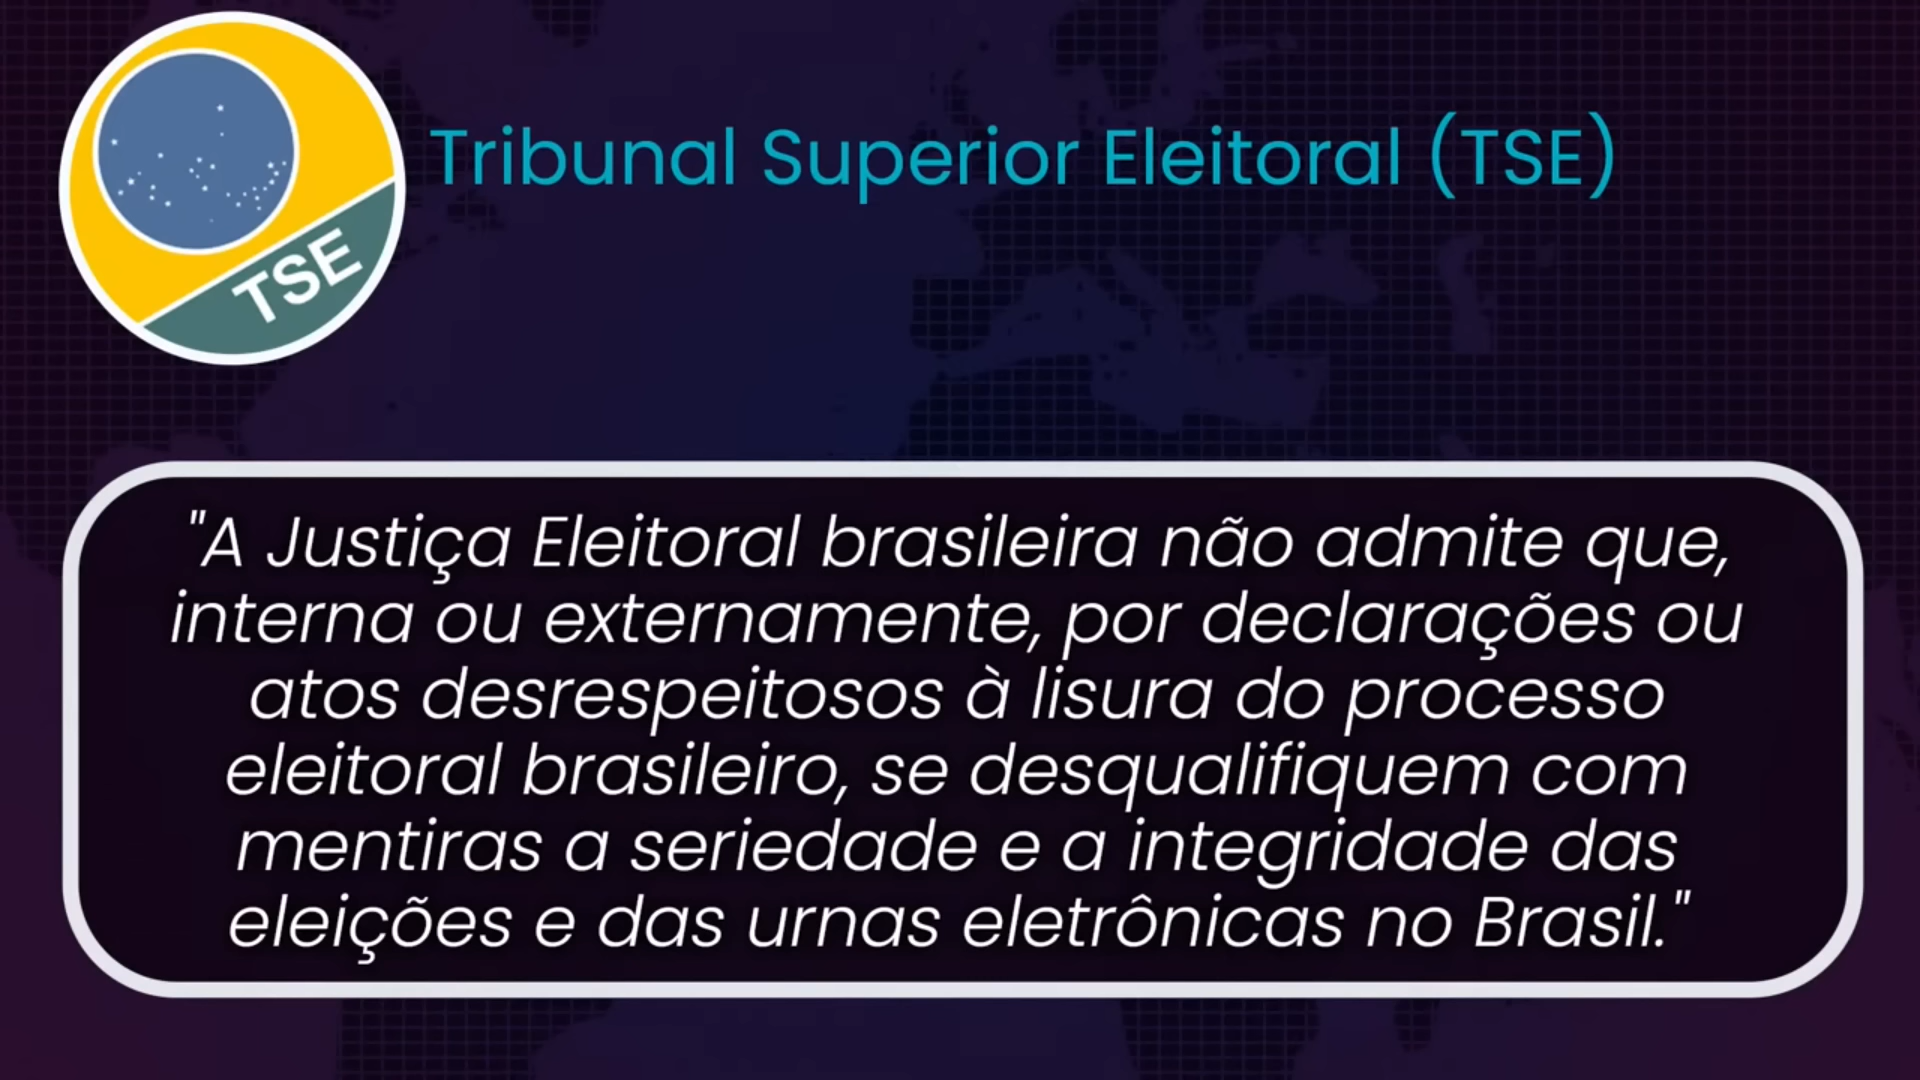 TSE
Tribunal Superior Eleitoral (TSE)
"A Justiça Eleitoral brasileira não admite que,
interna ou externamente, por declarações ou
atos desrespeitosos à lisura do processo
eleitoral brasileiro, se desqualifiquem com
mentiras a seriedade e a integridade das
eleições e das urnas eletrônicas no Brasil."